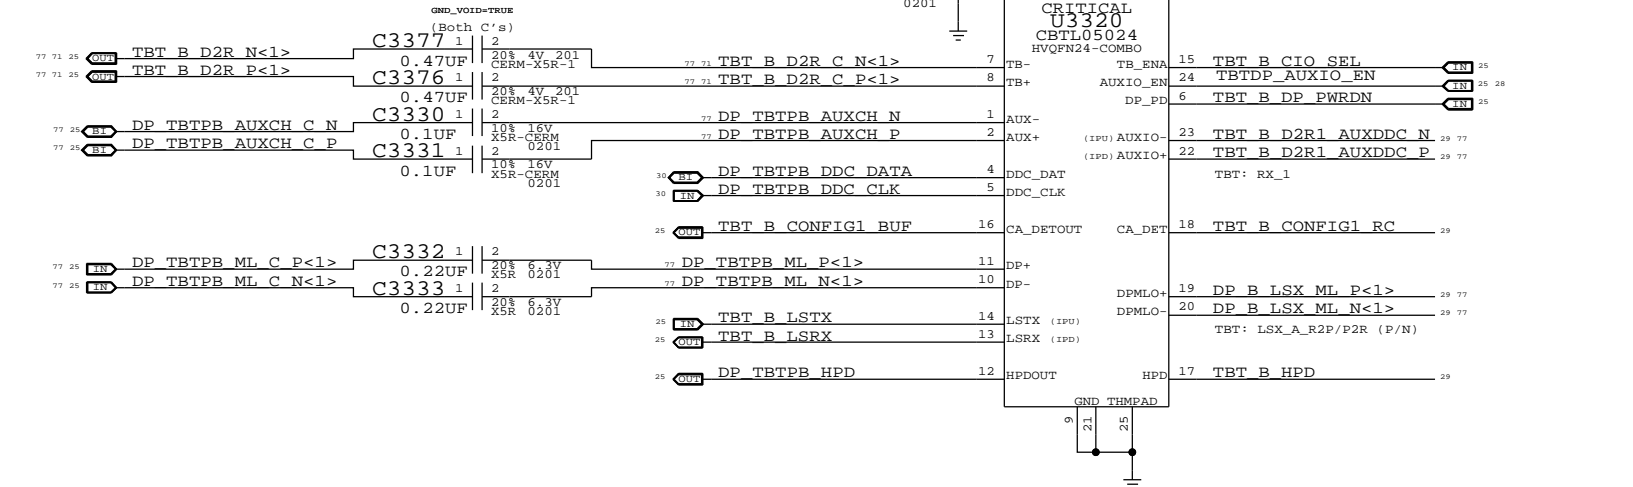 GND_VOID=TRUE
(Both C's)
0201
CRITICAL
U3320
CBTL05024
HVQFN24-COMBO
77 71 25 OUT TBT_B_D2R_N<1> C3377 1 2 0.47UF 20% 4V 201 CERM-X5R-1 77 71 TBT_B_D2R_C_N<1> 7 TB-
77 71 25 OUT TBT_B_D2R_P<1> C3376 1 2 0.47UF 20% 4V 201 CERM-X5R-1 77 71 TBT_B_D2R_C_P<1> 8 TB+
77 25 BI DP_TBTPB_AUXCH_C_N C3330 1 2 0.1UF 10% 16V X5R-CERM 0201 77 DP_TBTPB_AUXCH_N 1 AUX-
77 25 BI DP_TBTPB_AUXCH_C_P C3331 1 2 0.1UF 10% 16V X5R-CERM 0201 77 DP_TBTPB_AUXCH_P 2 AUX+
30 BI DP_TBTPB_DDC_DATA 4 DDC_DAT
30 IN DP_TBTPB_DDC_CLK 5 DDC_CLK
25 OUT TBT_B_CONFIG1_BUF 16 CA_DETOUT
77 25 IN DP_TBTPB_ML_C_P<1> C3332 1 2 0.22UF 20% 6.3V X5R 0201 77 DP_TBTPB_ML_P<1> 11 DP+
77 25 IN DP_TBTPB_ML_C_N<1> C3333 1 2 0.22UF 20% 6.3V X5R 0201 77 DP_TBTPB_ML_N<1> 10 DP-
25 IN TBT_B_LSTX 14 LSTX (IPU)
25 OUT TBT_B_LSRX 13 LSRX (IPD)
25 OUT DP_TBTPB_HPD 12 HPDOUT
TB_ENA 15 TBT_B_CIO_SEL IN 25
AUXIO_EN 24 TBTDP_AUXIO_EN IN 25 28
DP_PD 6 TBT_B_DP_PWRDN IN 25
(IPU) AUXIO- 23 TBT_B_D2R1_AUXDDC_N 29 77
(IPD) AUXIO+ 22 TBT_B_D2R1_AUXDDC_P 29 77
TBT: RX_1
CA_DET 18 TBT_B_CONFIG1_RC 29
DPMLO+ 19 DP_B_LSX_ML_P<1> 29 77
DPMLO- 20 DP_B_LSX_ML_N<1> 29 77
TBT: LSX_A_R2P/P2R (P/N)
HPD 17 TBT_B_HPD 29
GND THMPAD
9 21 25